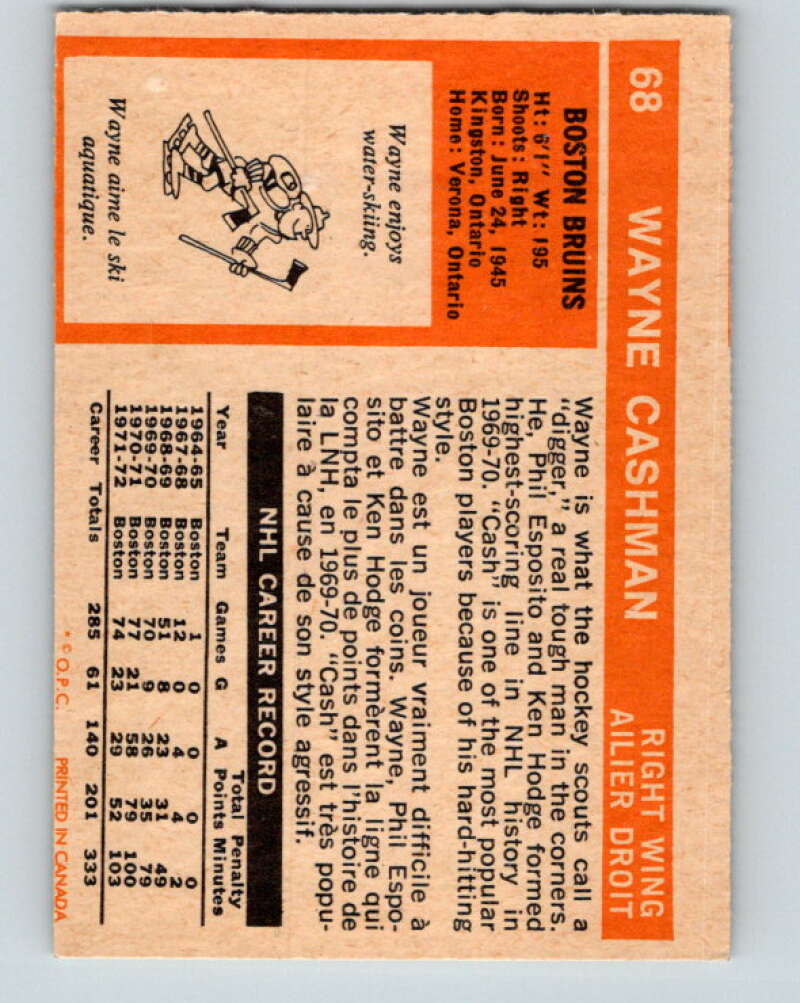 68 WAYNE CASHMAN RIGHT WING
AILIER DROIT
BOSTON BRUINS
Ht: 6'1" Wt: 195
Shoots: Right
Born: June 24, 1945
Kingston, Ontario
Home: Verona, Ontario
Wayne enjoys
water-skiing.
Wayne aime le ski
aquatique.
Wayne is what the hockey scouts call a
"digger," a real tough man in the corners.
He, Phil Esposito and Ken Hodge formed
highest-scoring line in NHL history in
1969-70. "Cash" is one of the most popular
Boston players because of his hard-hitting
style.
Wayne est un joueur vraiment difficile à
battre dans les coins. Wayne, Phil Espo-
sito et Ken Hodge formèrent la ligne qui
compta le plus de points dans l'histoire de
la LNH, en 1969-70. "Cash" est très popu-
laire à cause de son style agressif.
NHL CAREER RECORD
Total Penalty
Year Team Games G A Points Minutes
1964-65 Boston 1 0 0 0 0
1967-68 Boston 12 0 4 4 2
1968-69 Boston 51 8 23 31 49
1969-70 Boston 70 9 26 35 79
1970-71 Boston 77 21 58 79 100
1971-72 Boston 74 23 29 52 103
Career Totals 285 61 140 201 333
* © O.P.C. PRINTED IN CANADA